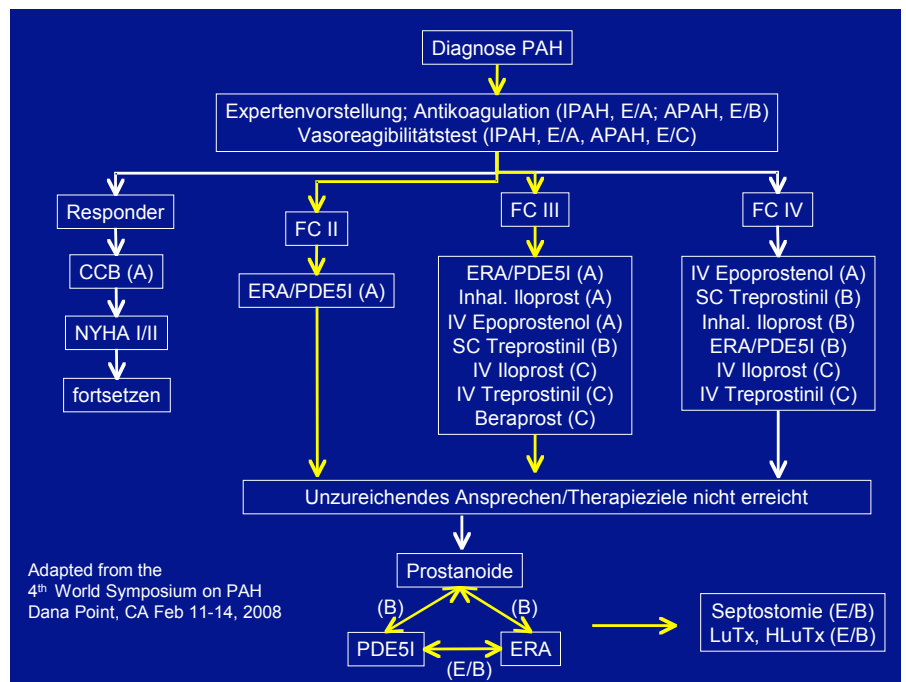 Diagnose PAH
Expertenvorstellung; Antikoagulation (IPAH, E/A; APAH, E/B)
Vasoreagibilitätstest (IPAH, E/A, APAH, E/C)
Responder
CCB (A)
NYHA I/II
fortsetzen
FC II
ERA/PDE5I (A)
FC III
ERA/PDE5I (A)
Inhal. Iloprost (A)
IV Epoprostenol (A)
SC Treprostinil (B)
IV Iloprost (C)
IV Treprostinil (C)
Beraprost (C)
FC IV
IV Epoprostenol (A)
SC Treprostinil (B)
Inhal. Iloprost (B)
ERA/PDE5I (B)
IV Iloprost (C)
IV Treprostinil (C)
Unzureichendes Ansprechen/Therapieziele nicht erreicht
Prostanoide
(B)
(B)
PDE5I
ERA
(E/B)
Septostomie (E/B)
LuTx, HLuTx (E/B)
Adapted from the
4th World Symposium on PAH
Dana Point, CA Feb 11-14, 2008